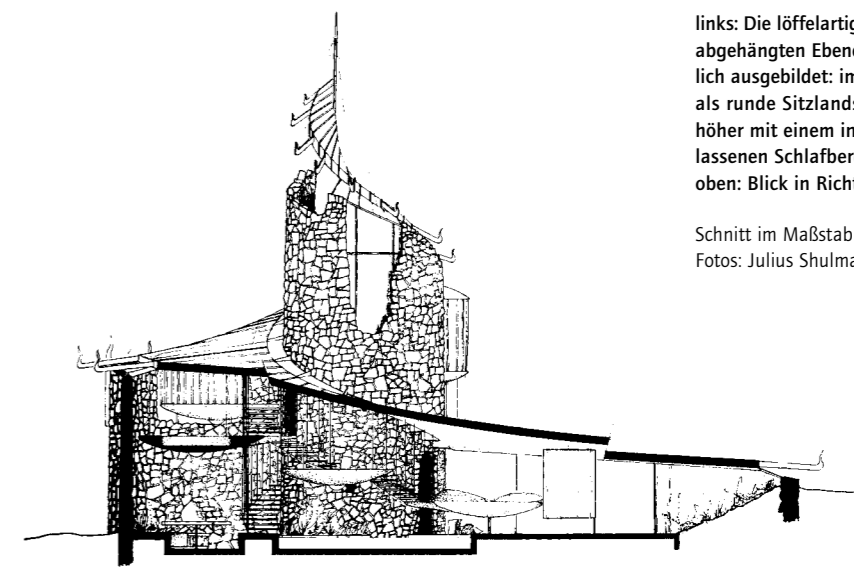 links: Die löffelartig
abgehängten Ebene
lich ausgebildet: im
als runde Sitzlands
höher mit einem in
lassenen Schlafber
oben: Blick in Richt
Schnitt im Maßstab
Fotos: Julius Shulma